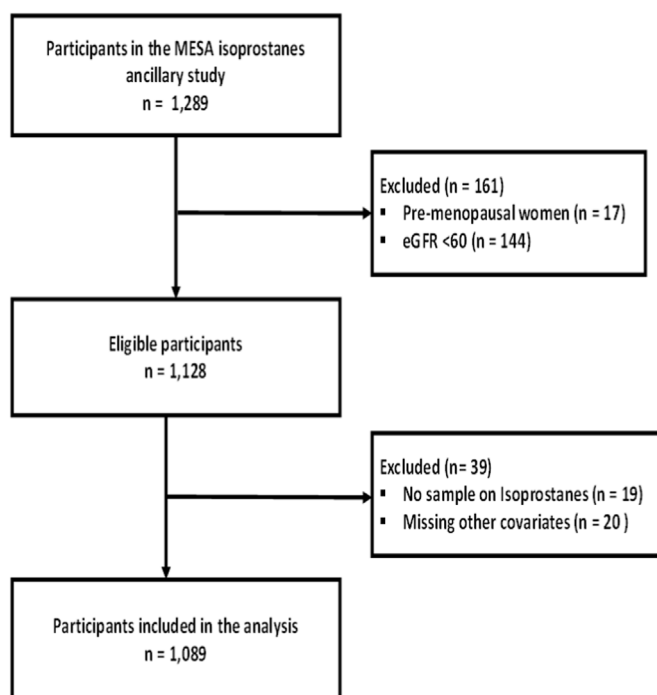 Participants in the MESA isoprostanes
ancillary study
n = 1,289
Excluded (n = 161)
▪ Pre-menopausal women (n = 17)
▪ eGFR <60 (n = 144)
Eligible participants
n = 1,128
Excluded (n= 39)
▪ No sample on Isoprostanes (n = 19)
▪ Missing other covariates (n = 20 )
Participants included in the analysis
n = 1,089